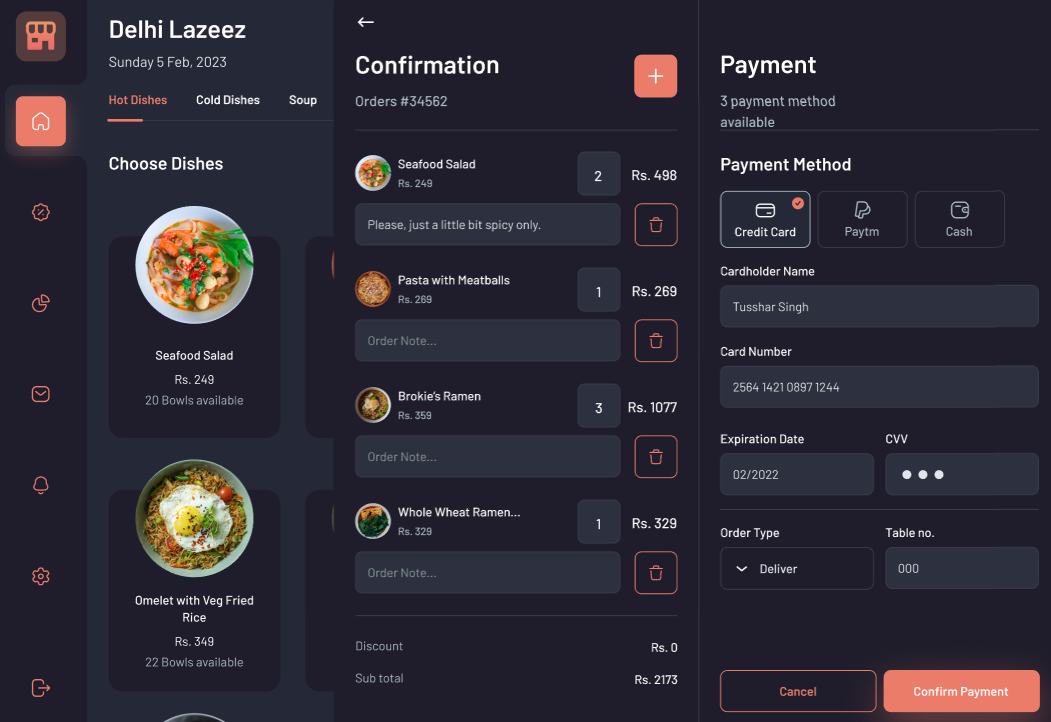 Delhi Lazeez
Sunday 5 Feb, 2023
Hot Dishes Cold Dishes Soup
Choose Dishes
Seafood Salad
Rs. 249
20 Bowls available
Omelet with Veg Fried
Rice
Rs. 349
22 Bowls available
Confirmation
Orders #34562
Seafood Salad
Rs. 249
2
Rs. 498
Please, just a little bit spicy only.
Pasta with Meatballs
Rs. 269
1
Rs. 269
Order Note...
Brokie’s Ramen
Rs. 359
3
Rs. 1077
Order Note...
Whole Wheat Ramen...
Rs. 329
1
Rs. 329
Order Note...
Discount Rs. 0
Sub total Rs. 2173
Payment
3 payment method
available
Payment Method
Credit Card Paytm Cash
Cardholder Name
Tusshar Singh
Card Number
2564 1421 0897 1244
Expiration Date CVV
02/2022
Order Type Table no.
Deliver 000
Cancel Confirm Payment